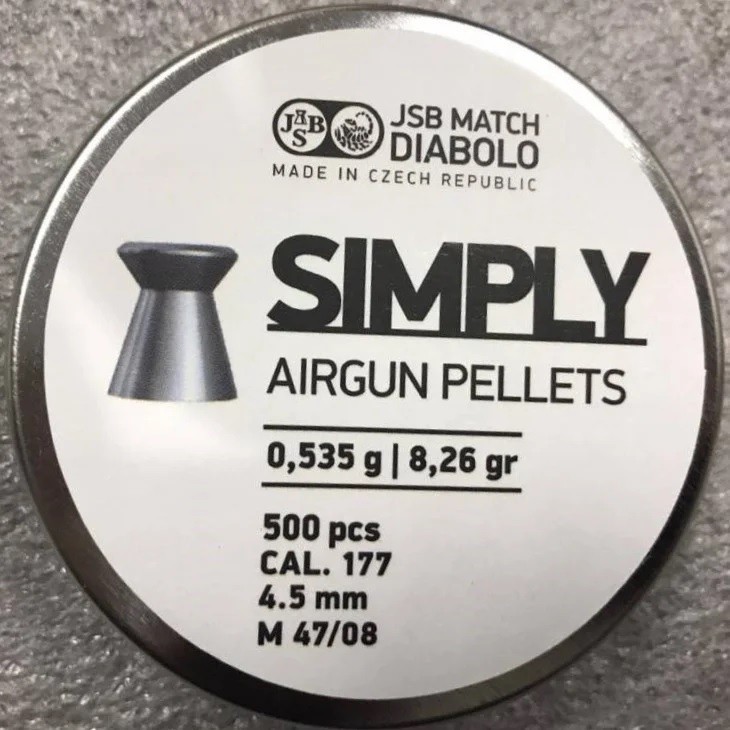 JSB
JSB MATCH
DIABOLO
MADE IN CZECH REPUBLIC
SIMPLY
AIRGUN PELLETS
0,535 g | 8,26 gr
500 pcs
CAL. 177
4.5 mm
M 47/08